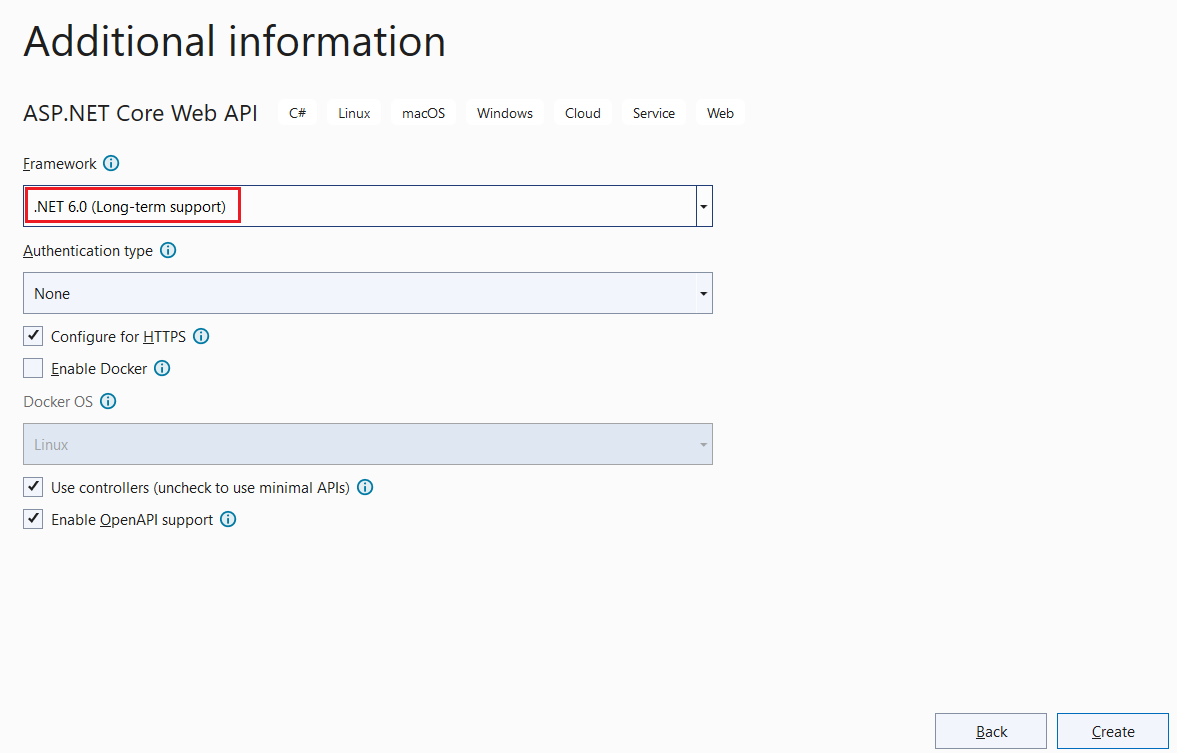 Additional information
ASP.NET Core Web API C# Linux macOS Windows Cloud Service Web
Framework
.NET 6.0 (Long-term support)
Authentication type
None
Configure for HTTPS
Enable Docker
Docker OS
Linux
Use controllers (uncheck to use minimal APIs)
Enable OpenAPI support
Back Create